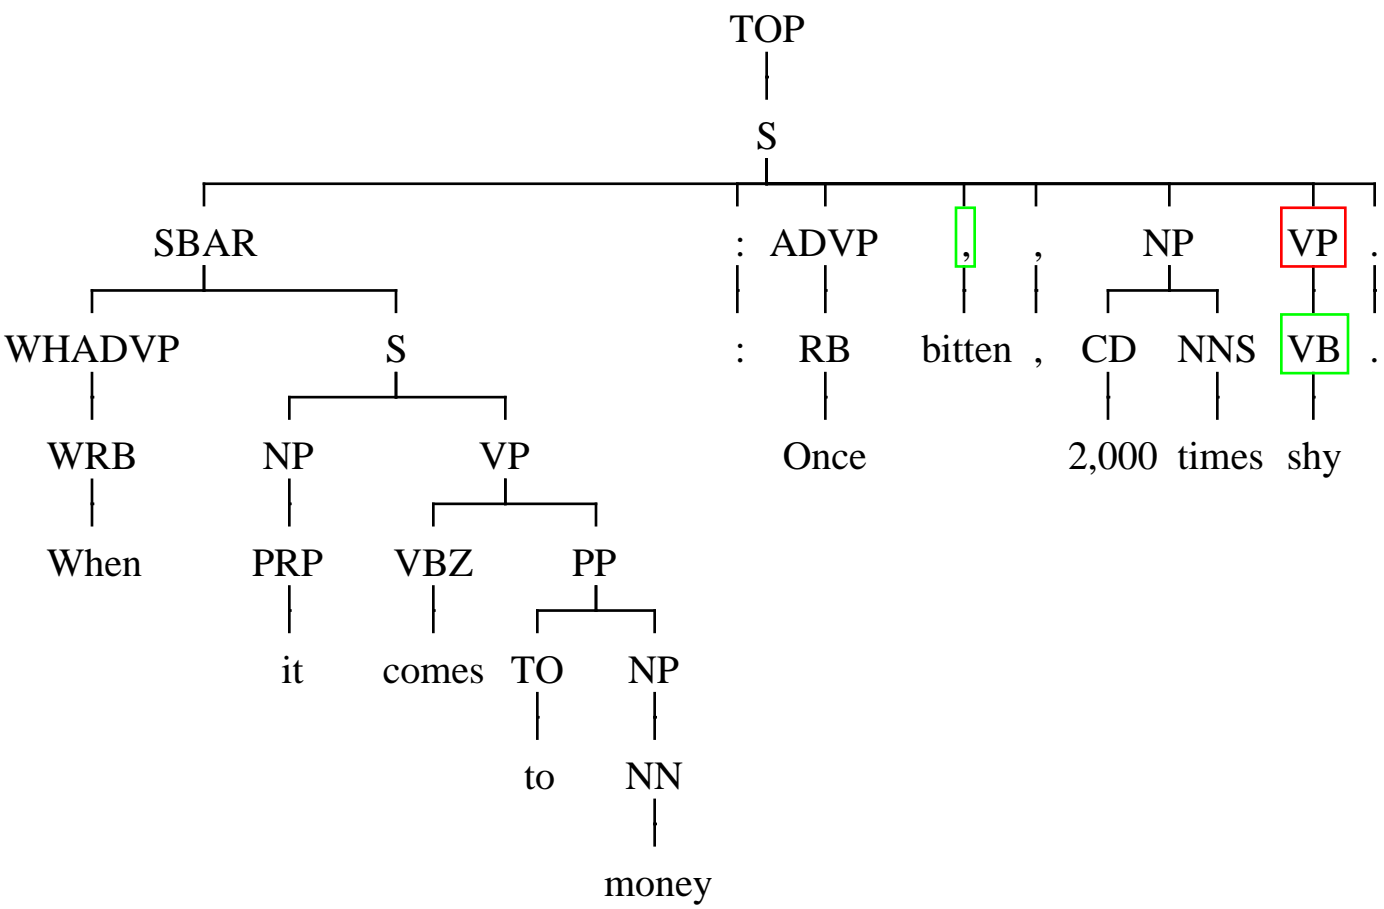 TOP
S
SBAR : ADVP , , NP VP .
WHADVP S : RB bitten , CD NNS VB .
WRB NP VP Once 2,000 times shy
When PRP VBZ PP
it comes TO NP
to NN
money